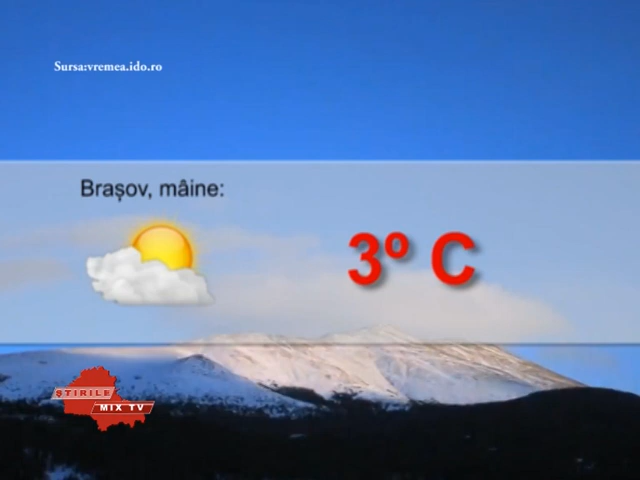 Sursa:vremea.ido.ro
Brașov, mâine:
3º C
ȘTIRILE
MIX TV